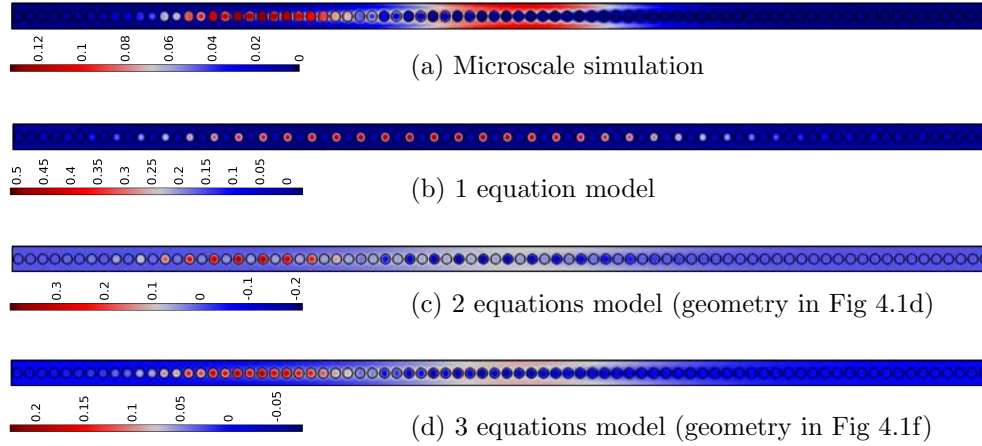 0.12 0.1 0.08 0.06 0.04 0.02 0
(a) Microscale simulation
0.5 0.45 0.4 0.35 0.3 0.25 0.2 0.15 0.1 0.05 0
(b) 1 equation model
0.3 0.2 0.1 0 -0.1 -0.2
(c) 2 equations model (geometry in Fig 4.1d)
0.2 0.15 0.1 0.05 0 -0.05
(d) 3 equations model (geometry in Fig 4.1f)